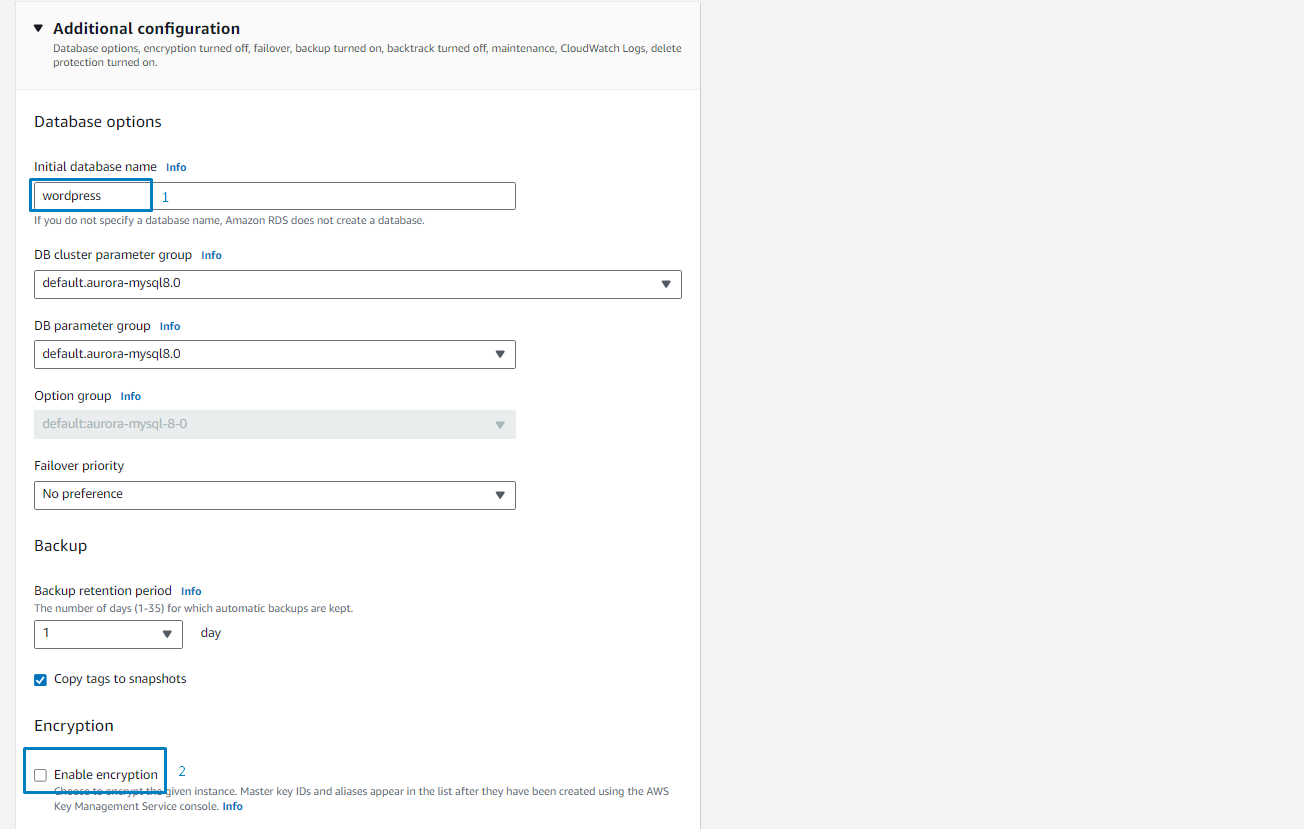 Additional configuration
Database options, encryption turned off, failover, backup turned on, backtrack turned off, maintenance, CloudWatch Logs, delete
protection turned on.
Database options
Initial database name Info
wordpress 1
If you do not specify a database name, Amazon RDS does not create a database.
DB cluster parameter group Info
default.aurora-mysql8.0
DB parameter group Info
default.aurora-mysql8.0
Option group Info
default:aurora-mysql-8-0
Failover priority
No preference
Backup
Backup retention period Info
The number of days (1-35) for which automatic backups are kept.
1 day
Copy tags to snapshots
Encryption
Enable encryption 2
Choose to encrypt the given instance. Master key IDs and aliases appear in the list after they have been created using the AWS
Key Management Service console. Info